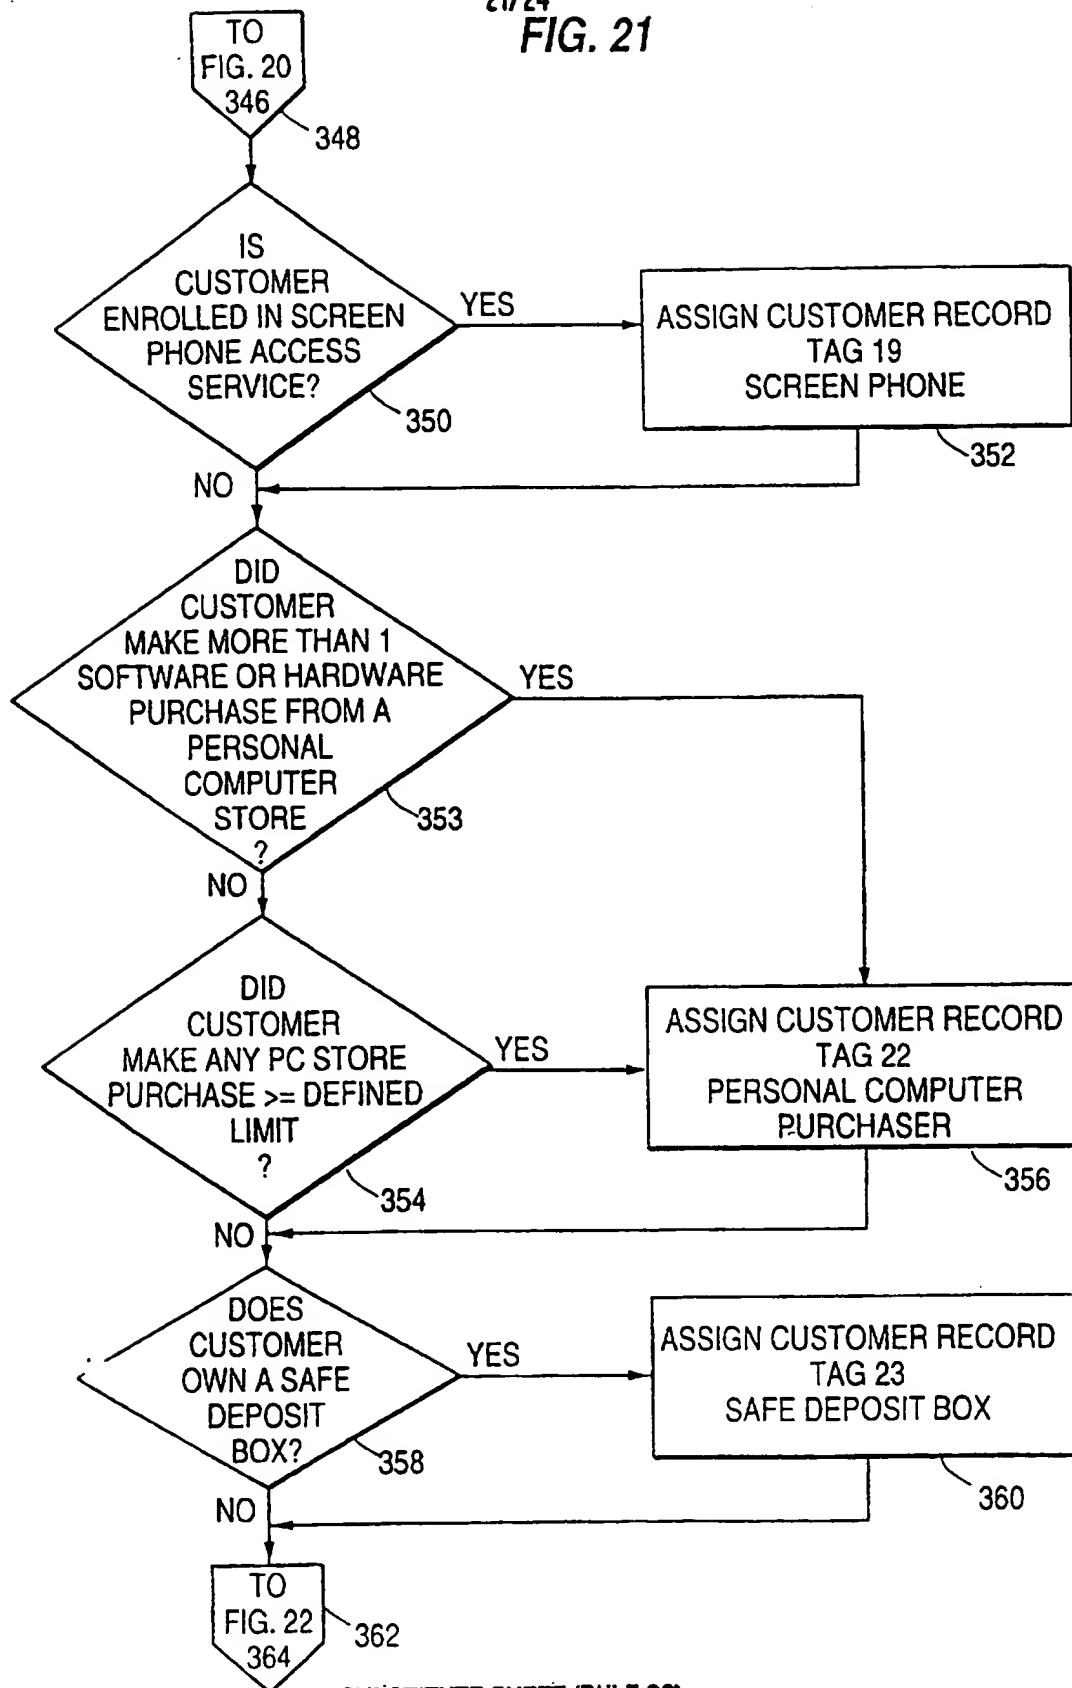 21/24
FIG. 21
TO
FIG. 20
346
348
IS
CUSTOMER
ENROLLED IN SCREEN
PHONE ACCESS
SERVICE?
350
YES
ASSIGN CUSTOMER RECORD
TAG 19
SCREEN PHONE
352
NO
DID
CUSTOMER
MAKE MORE THAN 1
SOFTWARE OR HARDWARE
PURCHASE FROM A
PERSONAL
COMPUTER
STORE
?
353
YES
NO
DID
CUSTOMER
MAKE ANY PC STORE
PURCHASE >= DEFINED
LIMIT
?
354
YES
ASSIGN CUSTOMER RECORD
TAG 22
PERSONAL COMPUTER
PURCHASER
356
NO
DOES
CUSTOMER
OWN A SAFE
DEPOSIT
BOX?
358
YES
ASSIGN CUSTOMER RECORD
TAG 23
SAFE DEPOSIT BOX
360
NO
TO
FIG. 22
364
362